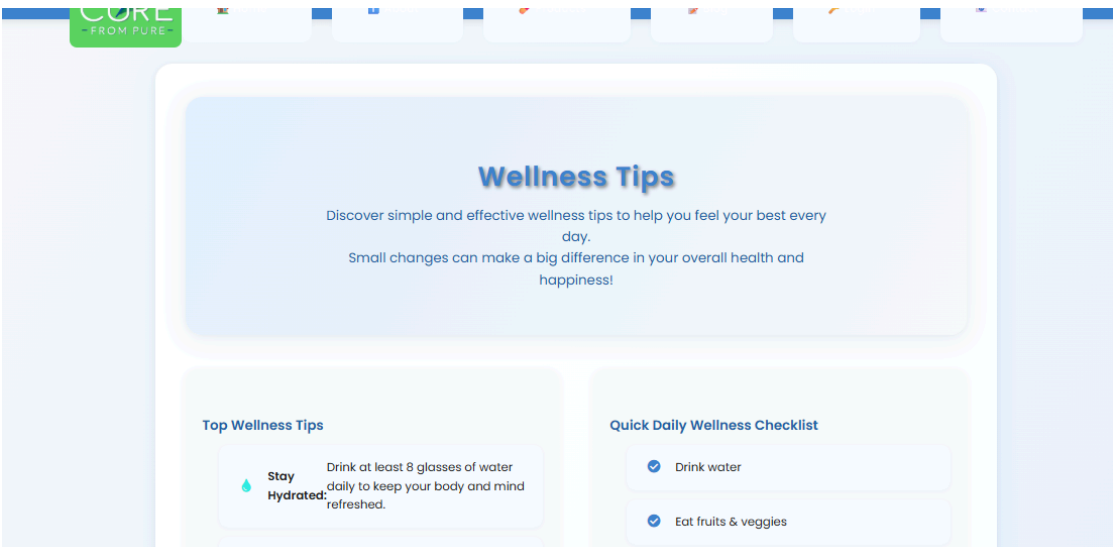 CURE
-FROM PURE-
Wellness Tips
Discover simple and effective wellness tips to help you feel your best every
day.
Small changes can make a big difference in your overall health and
happiness!
Top Wellness Tips
Stay
Hydrated:
Drink at least 8 glasses of water
daily to keep your body and mind
refreshed.
Quick Daily Wellness Checklist
Drink water
Eat fruits & veggies